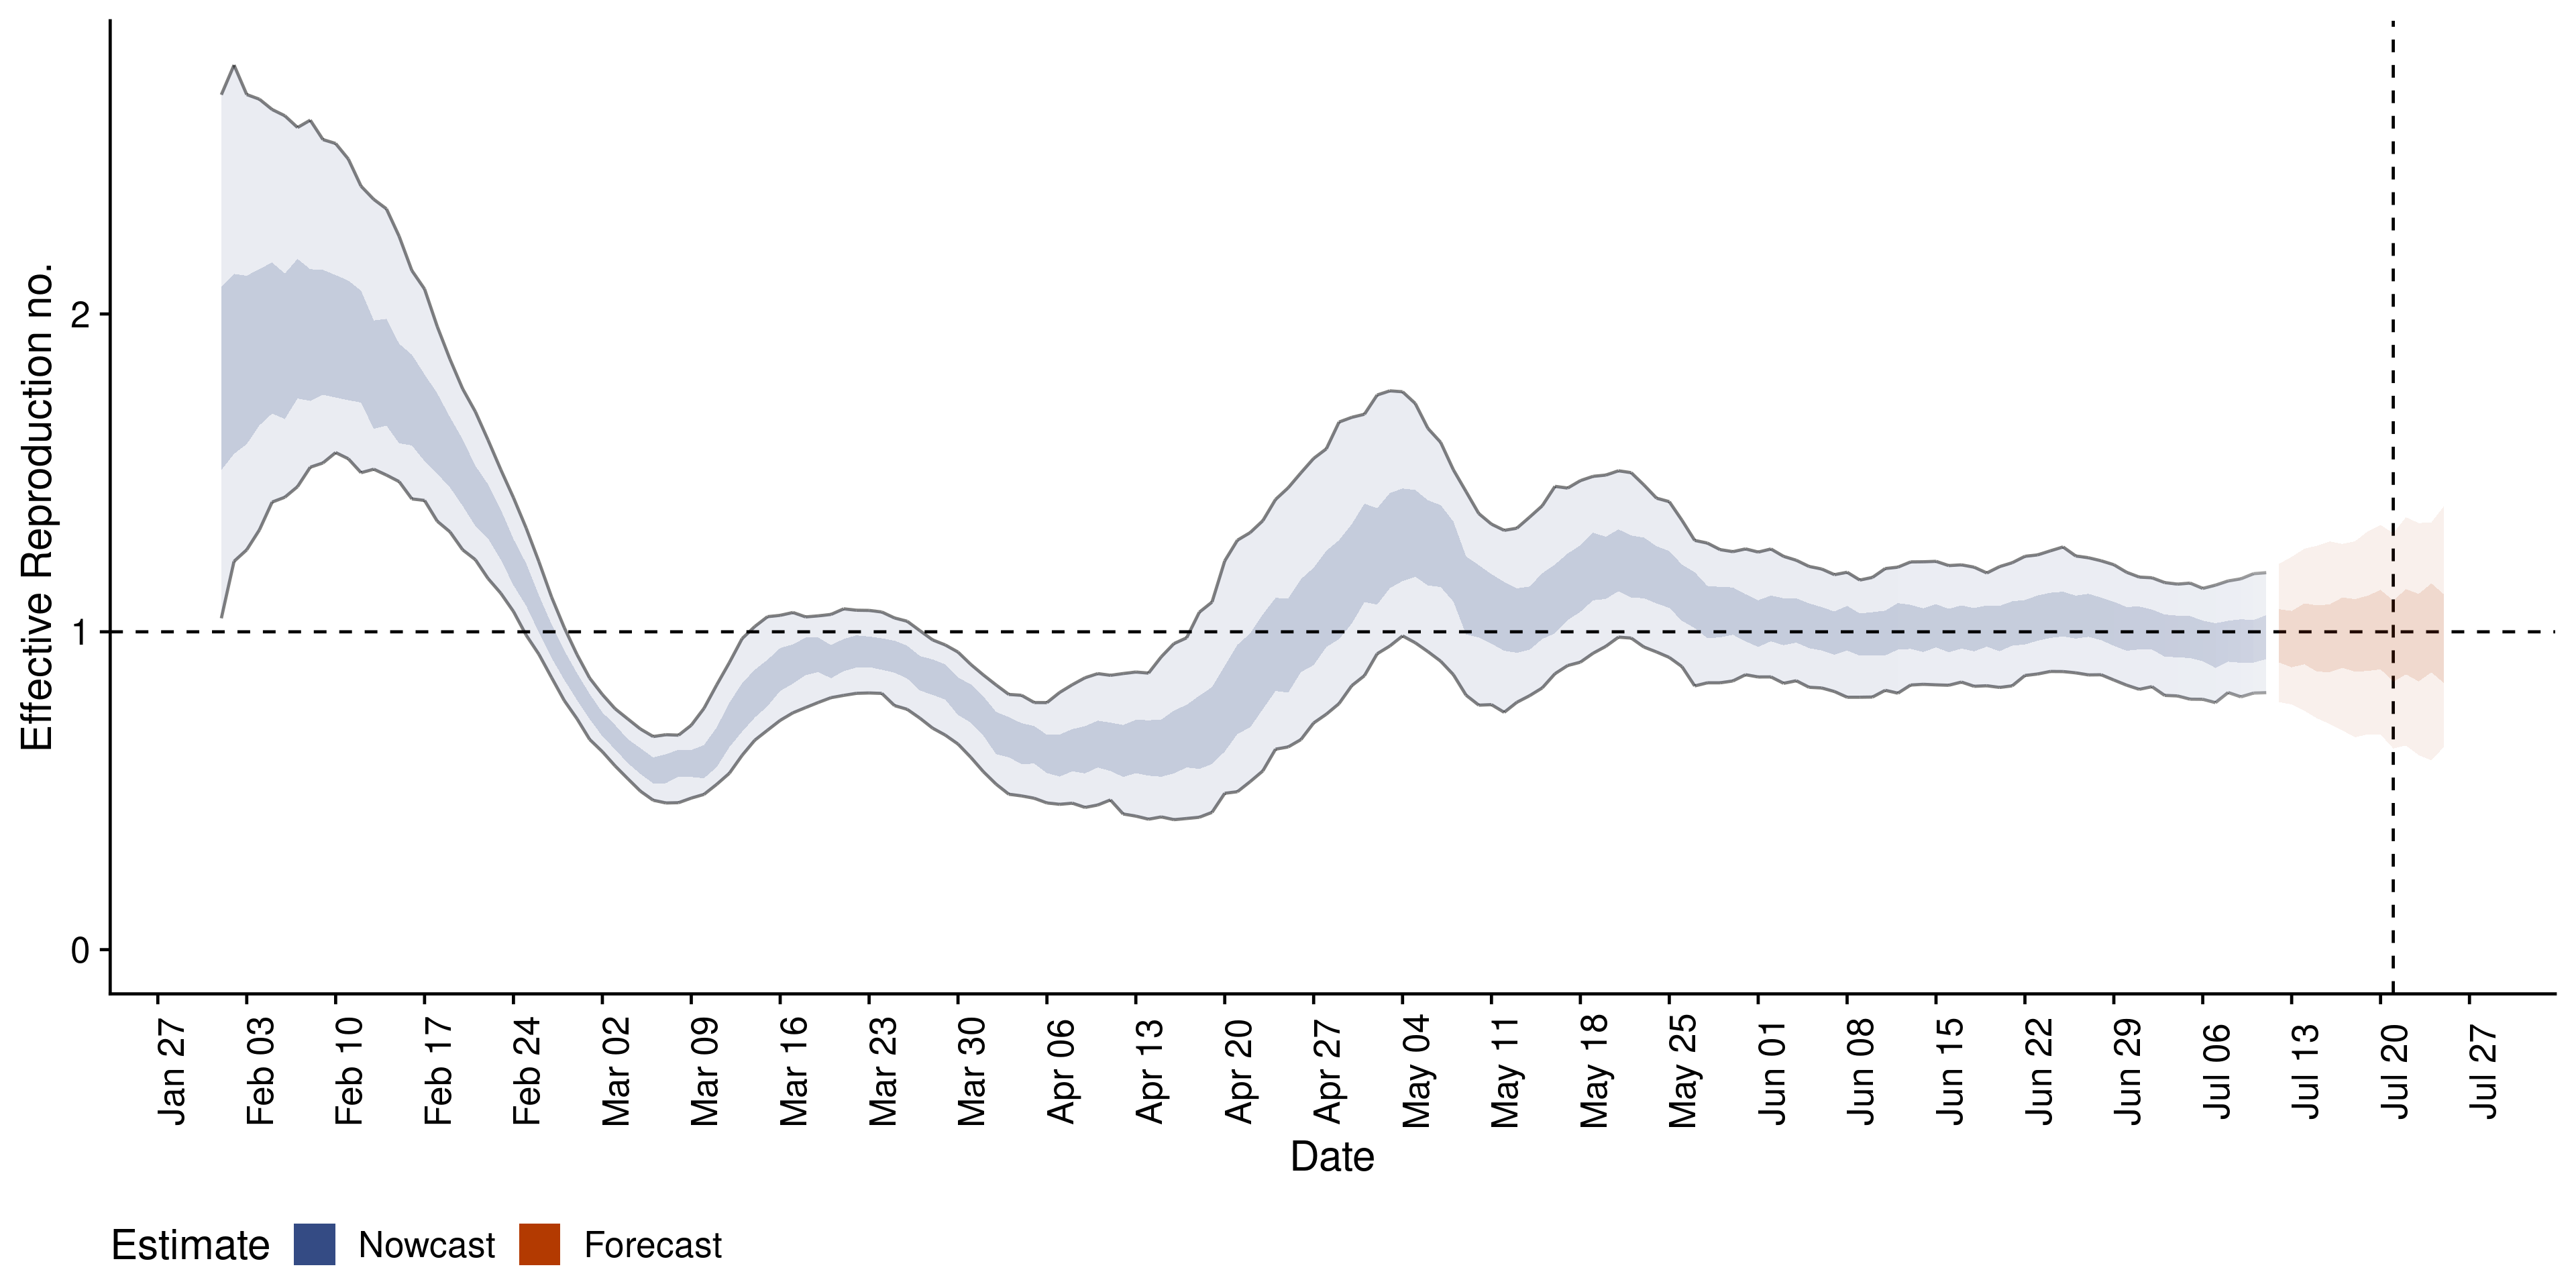 Effective Reproduction no.
2
1
0
Jan 27
Feb 03
Feb 10
Feb 17
Feb 24
Mar 02
Mar 09
Mar 16
Mar 23
Mar 30
Apr 06
Apr 13
Apr 20
Apr 27
May 04
May 11
May 18
May 25
Jun 01
Jun 08
Jun 15
Jun 22
Jun 29
Jul 06
Jul 13
Jul 20
Jul 27
Date
Estimate Nowcast Forecast